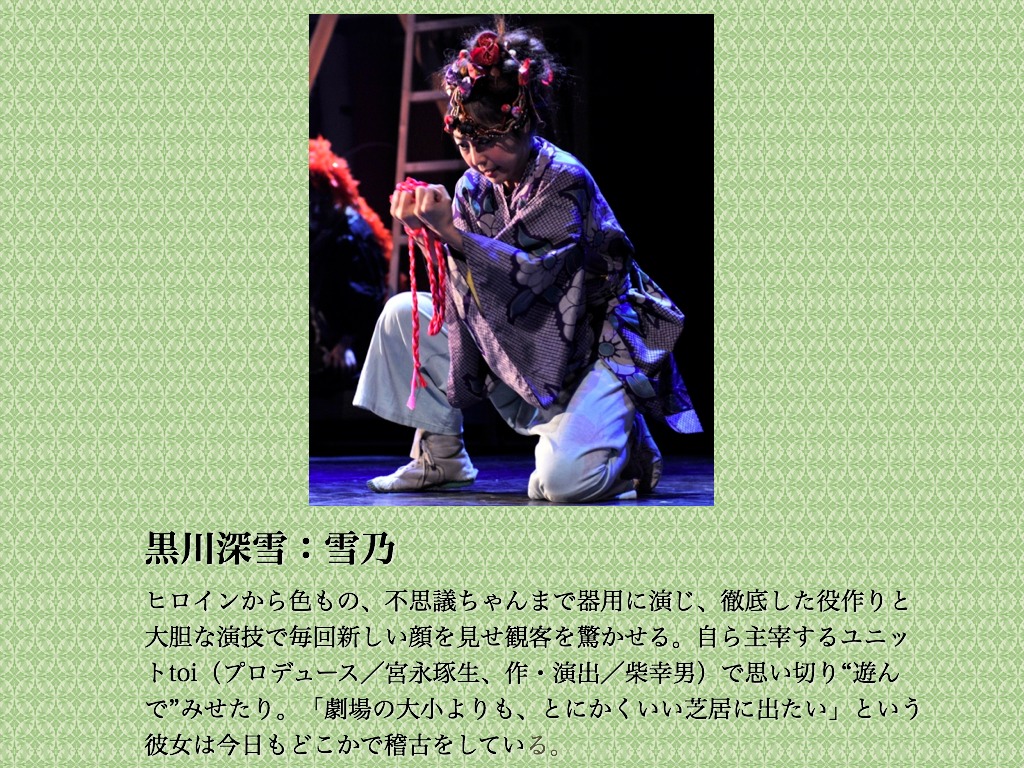 黒川深雪：雪乃
ヒロインから色もの、不思議ちゃんまで器用に演じ、徹底した役作りと
大胆な演技で毎回新しい顔を見せ観客を驚かせる。自ら主宰するユニッ
トtoi（プロデュース／宮永琢生、作・演出／柴幸男）で思い切り“遊ん
で”みせたり。「劇場の大小よりも、とにかくいい芝居に出たい」という
彼女は今日もどこかで稽古をしている。